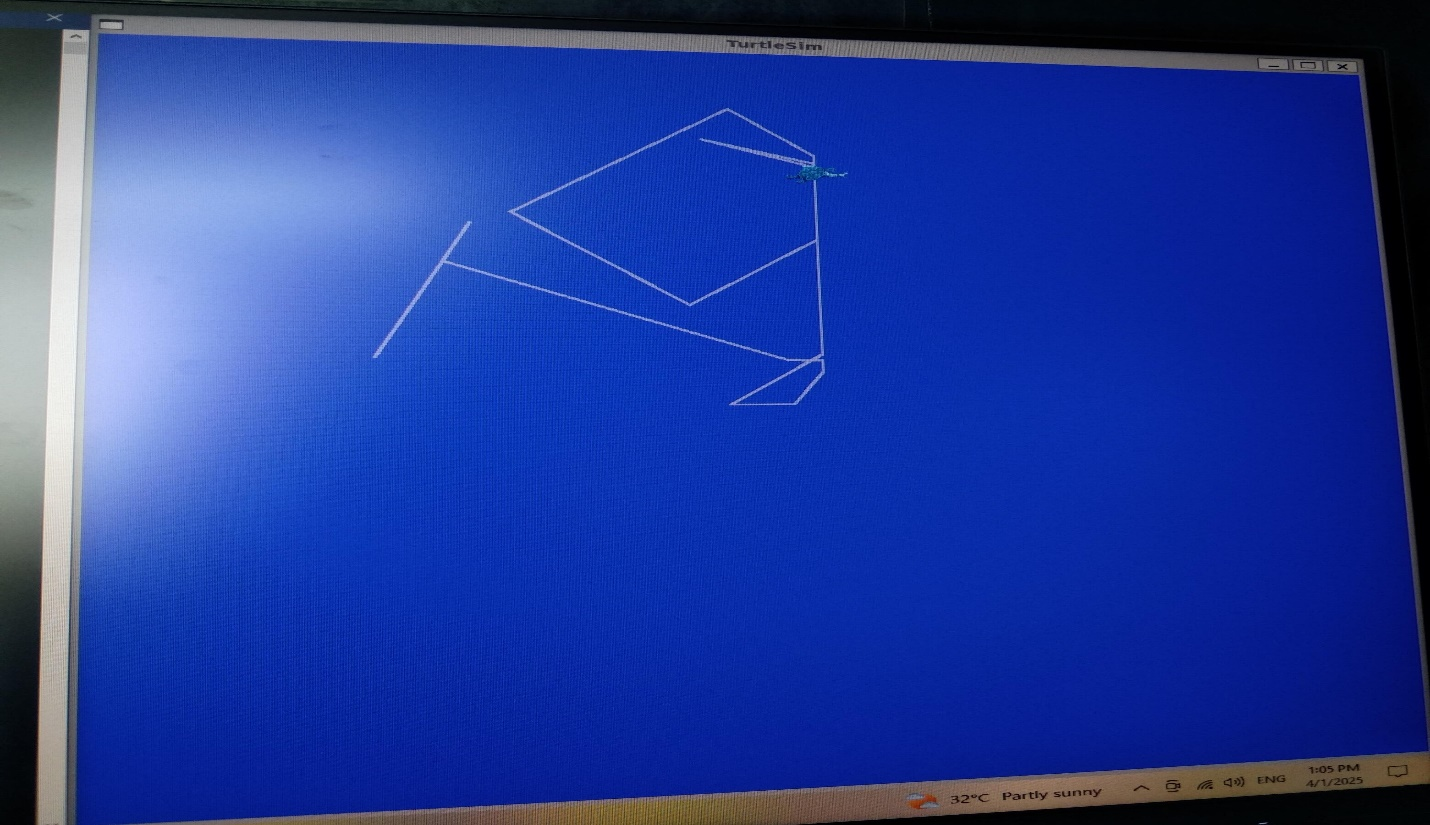 TurtleSim
32°C Partly sunny
ENG
1:05 PM
4/1/2025